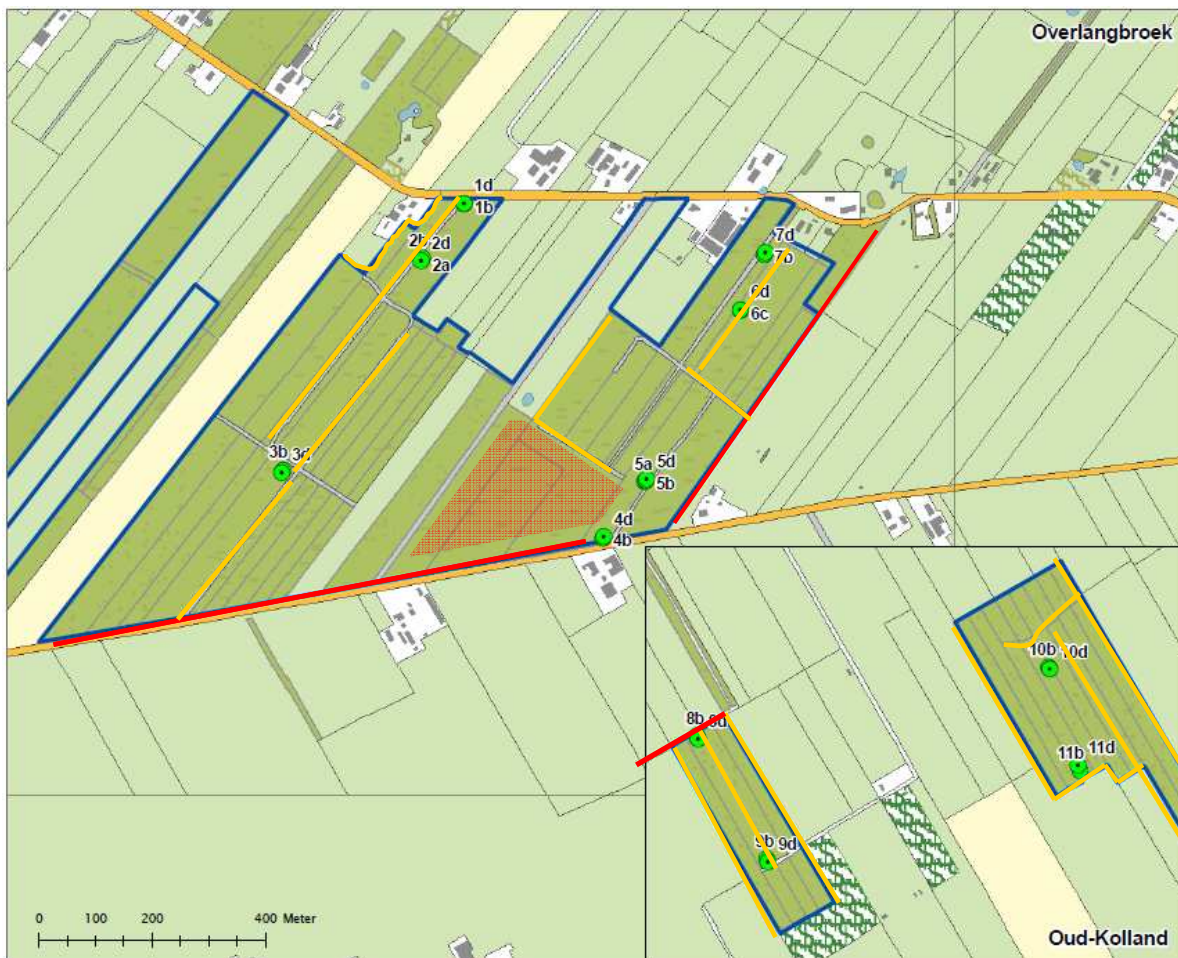 Overlangbroek
1d
1b
2b 2d
2a
7d
7b
6d
6c
3b 3d
5a 5d
5b
4d
4b
10b 10d
8b 8d
11b 11d
9b 9d
0 100 200 400 Meter
Oud-Kolland